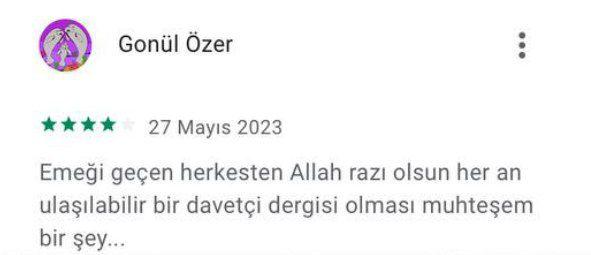 Gonül Özer
27 Mayıs 2023
Emeği geçen herkesten Allah razı olsun her an
ulaşılabilir bir davetçi dergisi olması muhteşem
bir şey...